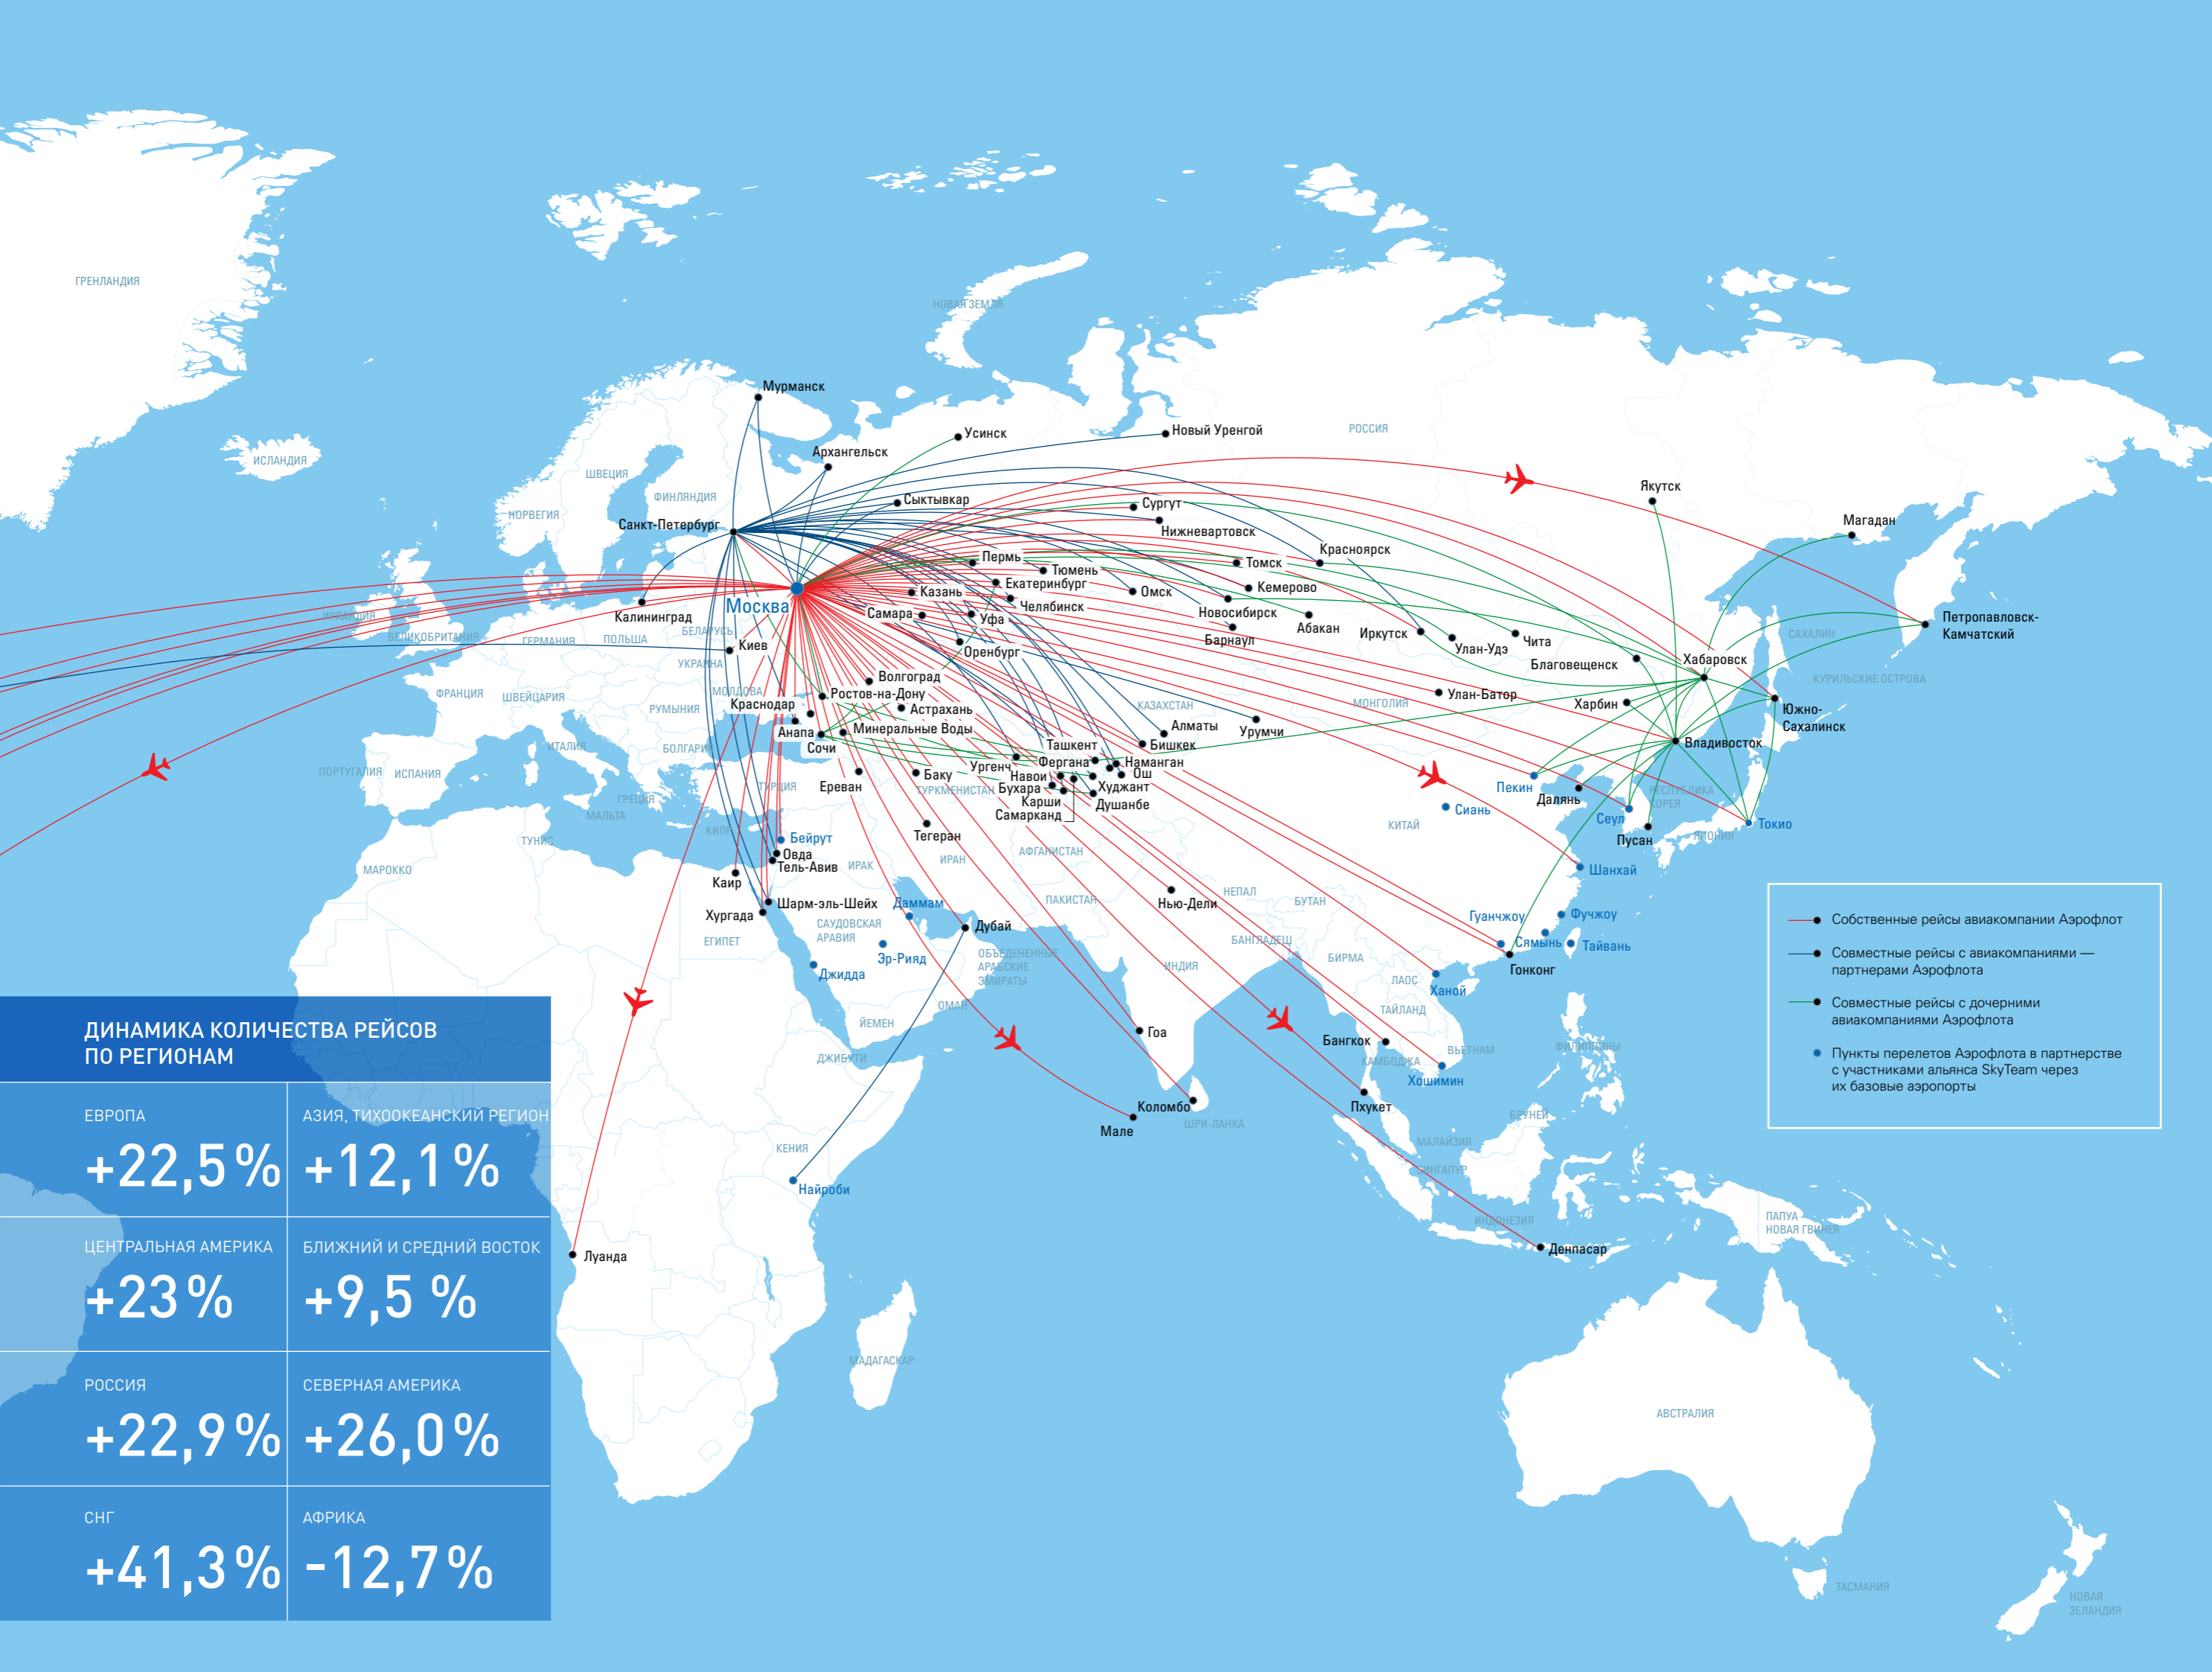 ГРЕНЛАНДИЯ
НОВАЯ ЗЕМЛЯ
ИСЛАНДИЯ
ШВЕЦИЯ
ФИНЛЯНДИЯ
НОРВЕГИЯ
РОССИЯ
Мурманск
Усинск
Новый Уренгой
Архангельск
Сыктывкар
Санкт-Петербург
Сургут
Нижневартовск
Якутск
Магадан
Красноярск
Пермь
Томск
Тюмень
Екатеринбург
Кемерово
Казань
Омск
Москва
Челябинск
Новосибирск
Самара
Уфа
Абакан
Барнаул
Калининград
Иркутск
Чита
Улан-Удэ
Оренбург
Благовещенск
Хабаровск
Петропавловск-
Камчатский
САХАЛИН
КУРИЛЬСКИЕ ОСТРОВА
ИРЛАНДИЯ
ВЕЛИКОБРИТАНИЯ
ГЕРМАНИЯ
ПОЛЬША
БЕЛАРУСЬ
Киев
УКРАИНА
ФРАНЦИЯ
ШВЕЙЦАРИЯ
МОЛДОВА
РУМЫНИЯ
Волгоград
Ростов-на-Дону
Краснодар
Астрахань
Анапа
Минеральные Воды
Сочи
КАЗАХСТАН
МОНГОЛИЯ
Улан-Батор
Харбин
Южно-
Сахалинск
Владивосток
Алматы
Урумчи
Бишкек
Ташкент
Ургенч
Фергана
Наманган
Навои
Ош
Бухара
Худжант
Карши
Душанбе
Самарканд
ИТАЛИЯ
БОЛГАРИ
ПОРТУГАЛИЯ
ИСПАНИЯ
ГРЕЦИЯ
МАЛЬТА
ТУРЦИЯ
КИПР
Ереван
Баку
ТУРКМЕНИСТАН
Тегеран
Пекин
Далянь
РЕСПУБЛИКА
КОРЕЯ
Сиань
Сеул
Токио
КИТАЙ
Пусан
ЯПОНИЯ
Шанхай
ТУНИС
МАРОККО
Бейрут
Овда
Тель-Авив
ИРАК
ИРАН
АФГАНИСТАН
Каир
Шарм-эль-Шейх
Хургада
ЕГИПЕТ
САУДОВСКАЯ
АРАВИЯ
Даммам
Дубай
Эр-Рияд
Джидда
ПАКИСТАН
Нью-Дели
НЕПАЛ
БУТАН
БАНГЛАДЕШ
ИНДИЯ
БИРМА
ОБЪЕДЕНЕННЫЕ
АРАБСКИЕ
ЭМИРАТЫ
ОМАН
ЙЕМЕН
ДЖИБУТИ
Гуанчжоу
Фучжоу
Сямынь
Тайвань
Гонконг
ЛАОС
Ханой
ТАЙЛАНД
Гоа
Бангкок
КАМБОДЖА
ВЬЕТНАМ
Хошимин
ФИЛИППИНЫ
Коломбо
Мале
ШРИ-ЛАНКА
Пхукет
БРУНЕЙ
МАЛАЙЗИЯ
СИНГАПУР
КЕНИЯ
Найроби
Луанда
ИНДОНЕЗИЯ
Денпасар
ПАПУА
НОВАЯ ГВИНЕЯ
МАДАГАСКАР
АВСТРАЛИЯ
ТАСМАНИЯ
НОВАЯ
ЗЕЛАНДИЯ
Собственные рейсы авиакомпании Аэрофлот
Совместные рейсы с авиакомпаниями —
партнерами Аэрофлота
Совместные рейсы с дочерними
авиакомпаниями Аэрофлота
Пункты перелетов Аэрофлота в партнерстве
с участниками альянса SkyTeam через
их базовые аэропорты
ДИНАМИКА КОЛИЧЕСТВА РЕЙСОВ
ПО РЕГИОНАМ
ЕВРОПА
+22,5%
АЗИЯ, ТИХООКЕАНСКИЙ РЕГИОН
+12,1%
ЦЕНТРАЛЬНАЯ АМЕРИКА
+23%
БЛИЖНИЙ И СРЕДНИЙ ВОСТОК
+9,5 %
РОССИЯ
+22,9%
СЕВЕРНАЯ АМЕРИКА
+26,0%
СНГ
+41,3%
АФРИКА
-12,7%